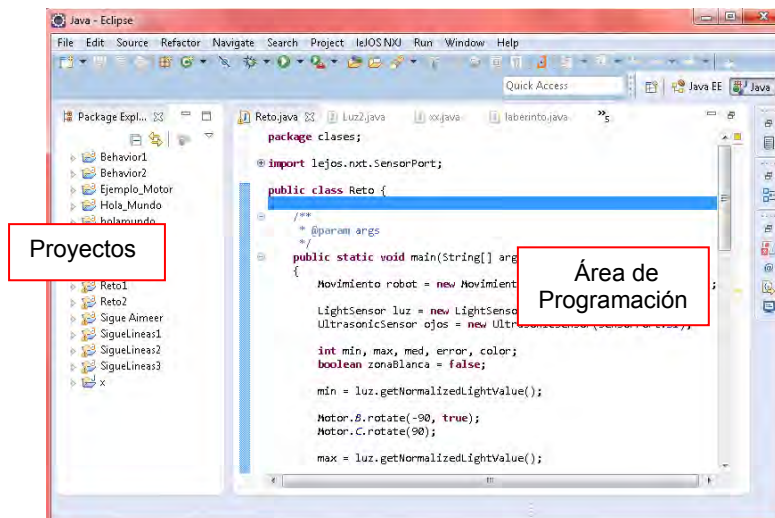 Java - Eclipse
File Edit Source Refactor Navigate Search Project leJOS NXJ Run Window Help
Quick Access
Java EE
Java
Package Expl...
Reto.java
Luz2.java
xx.java
laberinto.java
»5
Behavior1
Behavior2
Ejemplo_Motor
Hola_Mundo
holamundo
Proyectos
Reto1
Reto2
Sigue Aimeer
SigueLineas1
SigueLineas2
SigueLineas3
x
package clases;
import lejos.nxt.SensorPort;
public class Reto {
/**
* @param args
*/
public static void main(String[] arg
{
Movimiento robot = new Movimient
LightSensor luz = new LightSenso
UltrasonicSensor ojos = new UltrasonicSensor(SensorPort.S1);
int min, max, med, error, color;
boolean zonaBlanca = false;
min = luz.getNormalizedLightValue();
Motor.B.rotate(-90, true);
Motor.C.rotate(90);
max = luz.getNormalizedLightValue();
Área de
Programación